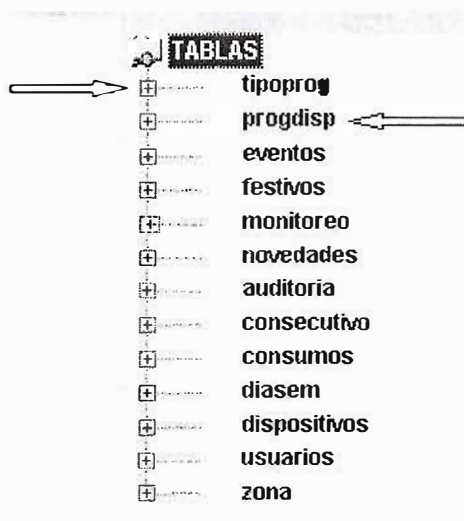 TABLAS
tipoprog
progdisp
eventos
festivos
monitoreo
novedades
auditoria
consecutivo
consumos
diasem
dispositivos
usuarios
zona